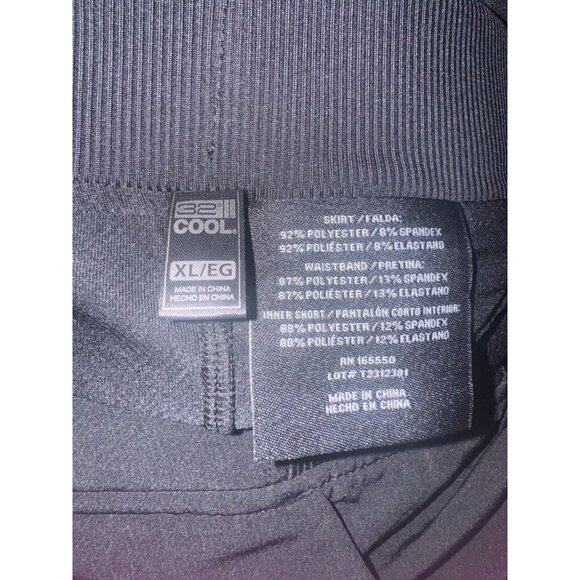 32°
COOL®
XL/EG
MADE IN CHINA
HECHO EN CHINA
SKIRT/FALDA:
92% POLYESTER/8% SPANDEX
92% POLIÉSTER/8% ELASTANO
WAISTBAND/PRETINA:
87% POLYESTER/13% SPANDEX
87% POLIÉSTER/13% ELASTANO
INNER SHORT/PANTALÓN CORTO INTERIOR:
88% POLYESTER/12% SPANDEX
88% POLIÉSTER/12% ELASTANO
RN 165550
LOT# T2312381
MADE IN CHINA
HECHO EN CHINA